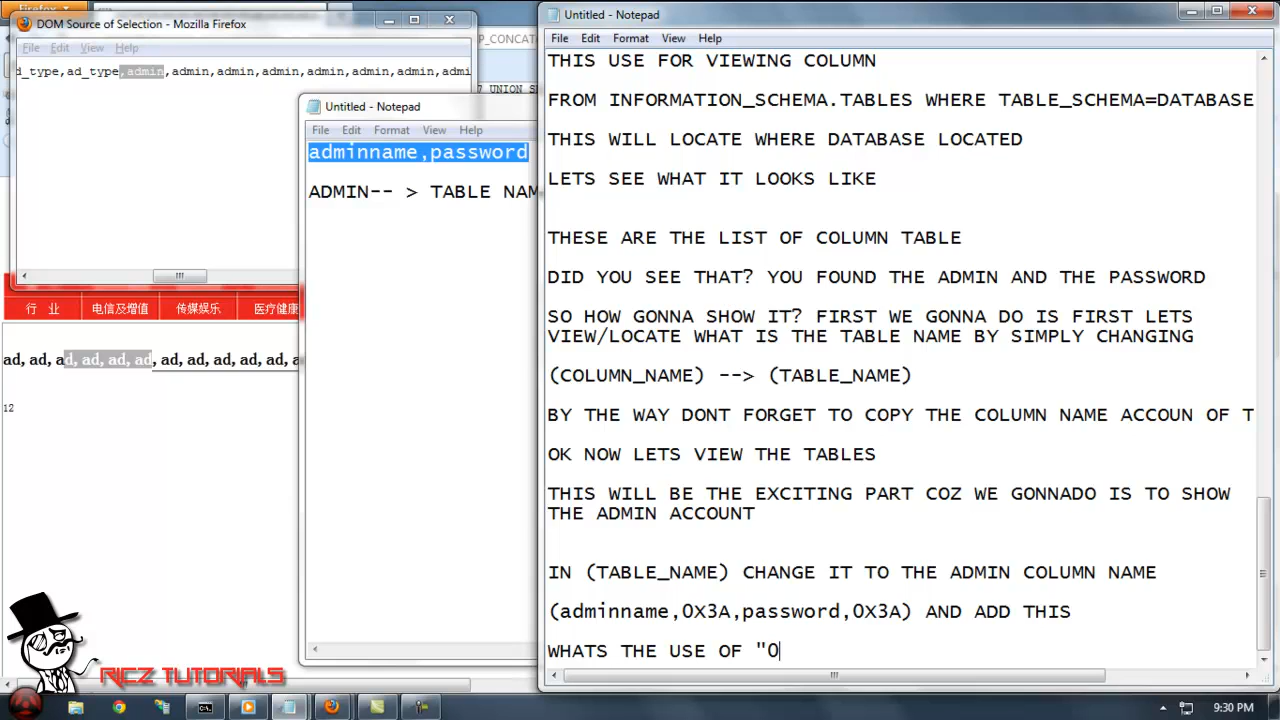 Firefox
DOM Source of Selection - Mozilla Firefox
File Edit View Help
d_type,ad_type,admin,admin,admin,admin,admin,admin,admin,admi
P_CONCAT
7 UNION S
Untitled - Notepad
File Edit Format View Help
adminname,password
ADMIN-- > TABLE NAM
行 业 电信及增值 传媒娱乐 医疗健康
ad, ad, ad, ad, ad, ad, ad, ad, ad, ad, ad, a
12
RICZ TUTORIALS
Untitled - Notepad
File Edit Format View Help
THIS USE FOR VIEWING COLUMN
FROM INFORMATION_SCHEMA.TABLES WHERE TABLE_SCHEMA=DATABASE
THIS WILL LOCATE WHERE DATABASE LOCATED
LETS SEE WHAT IT LOOKS LIKE
THESE ARE THE LIST OF COLUMN TABLE
DID YOU SEE THAT? YOU FOUND THE ADMIN AND THE PASSWORD
SO HOW GONNA SHOW IT? FIRST WE GONNA DO IS FIRST LETS
VIEW/LOCATE WHAT IS THE TABLE NAME BY SIMPLY CHANGING
(COLUMN_NAME) --> (TABLE_NAME)
BY THE WAY DONT FORGET TO COPY THE COLUMN NAME ACCOUN OF T
OK NOW LETS VIEW THE TABLES
THIS WILL BE THE EXCITING PART COZ WE GONNADO IS TO SHOW
THE ADMIN ACCOUNT
IN (TABLE_NAME) CHANGE IT TO THE ADMIN COLUMN NAME
(adminname,0X3A,password,0X3A) AND ADD THIS
WHATS THE USE OF "0
9:30 PM